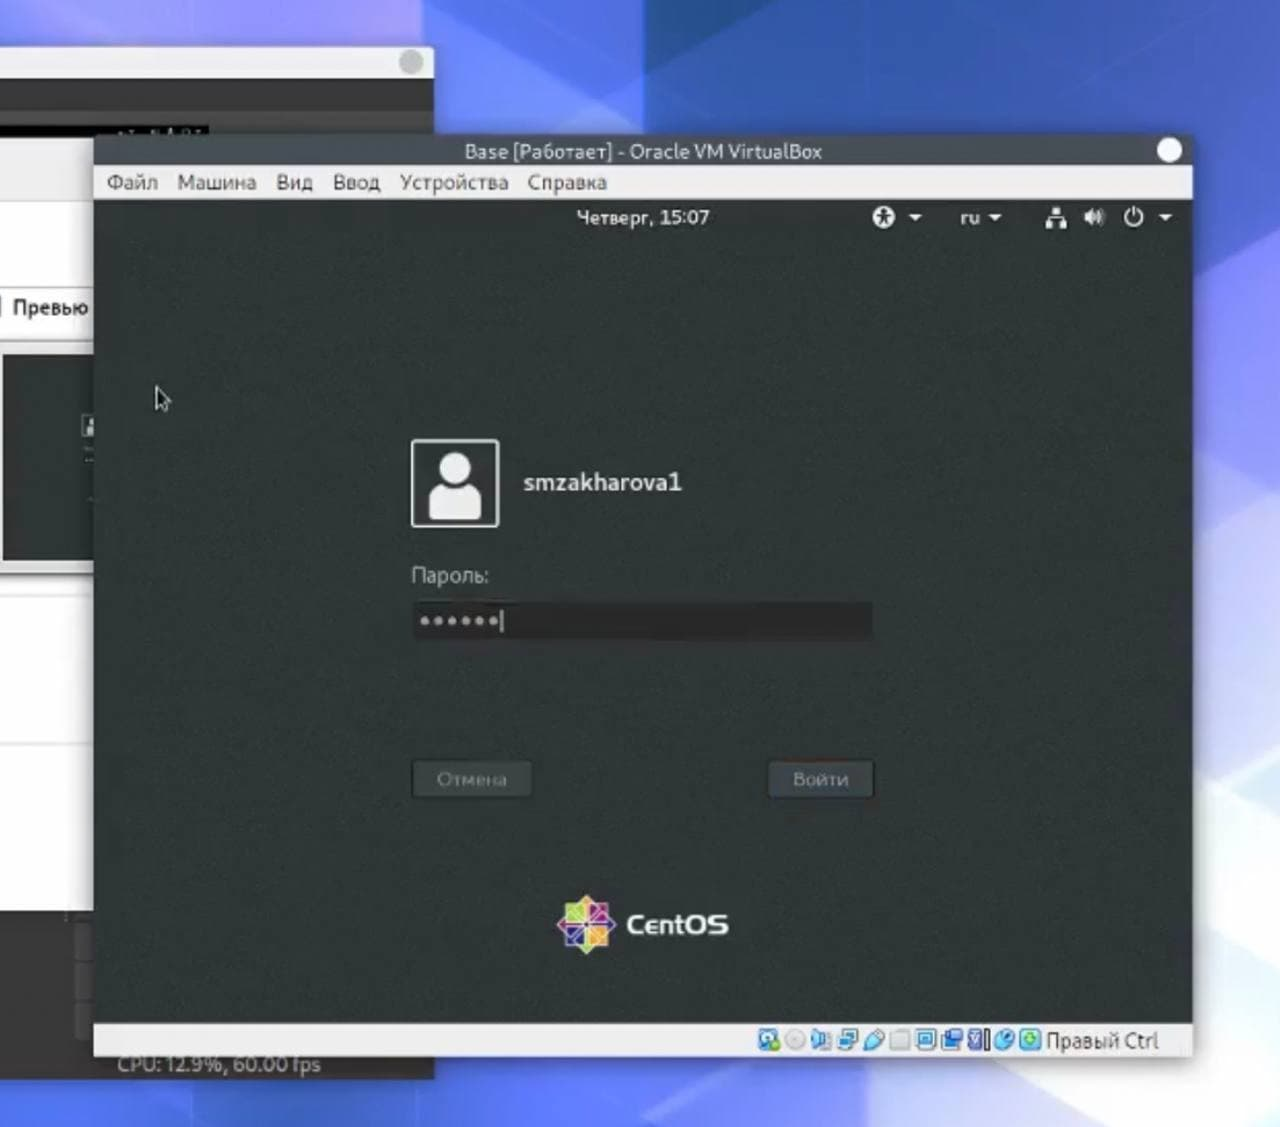 Base [Работает] - Oracle VM VirtualBox
Файл Машина Вид Ввод Устройства Справка
Четверг, 15:07
ru
Превью
smzakharova1
Пароль:
••••••
Отмена
Войти
CentOS
Правый Ctrl
CPU: 12.9%, 60.00 fps